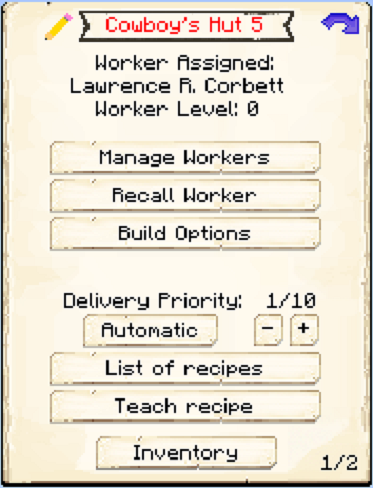 Cowboy's Hut 5
Worker Assigned:
Lawrence R. Corbett
Worker Level: 0
Manage Workers
Recall Worker
Build Options
Delivery Priority: 1/10
Automatic - +
List of recipes
Teach recipe
Inventory
1/2